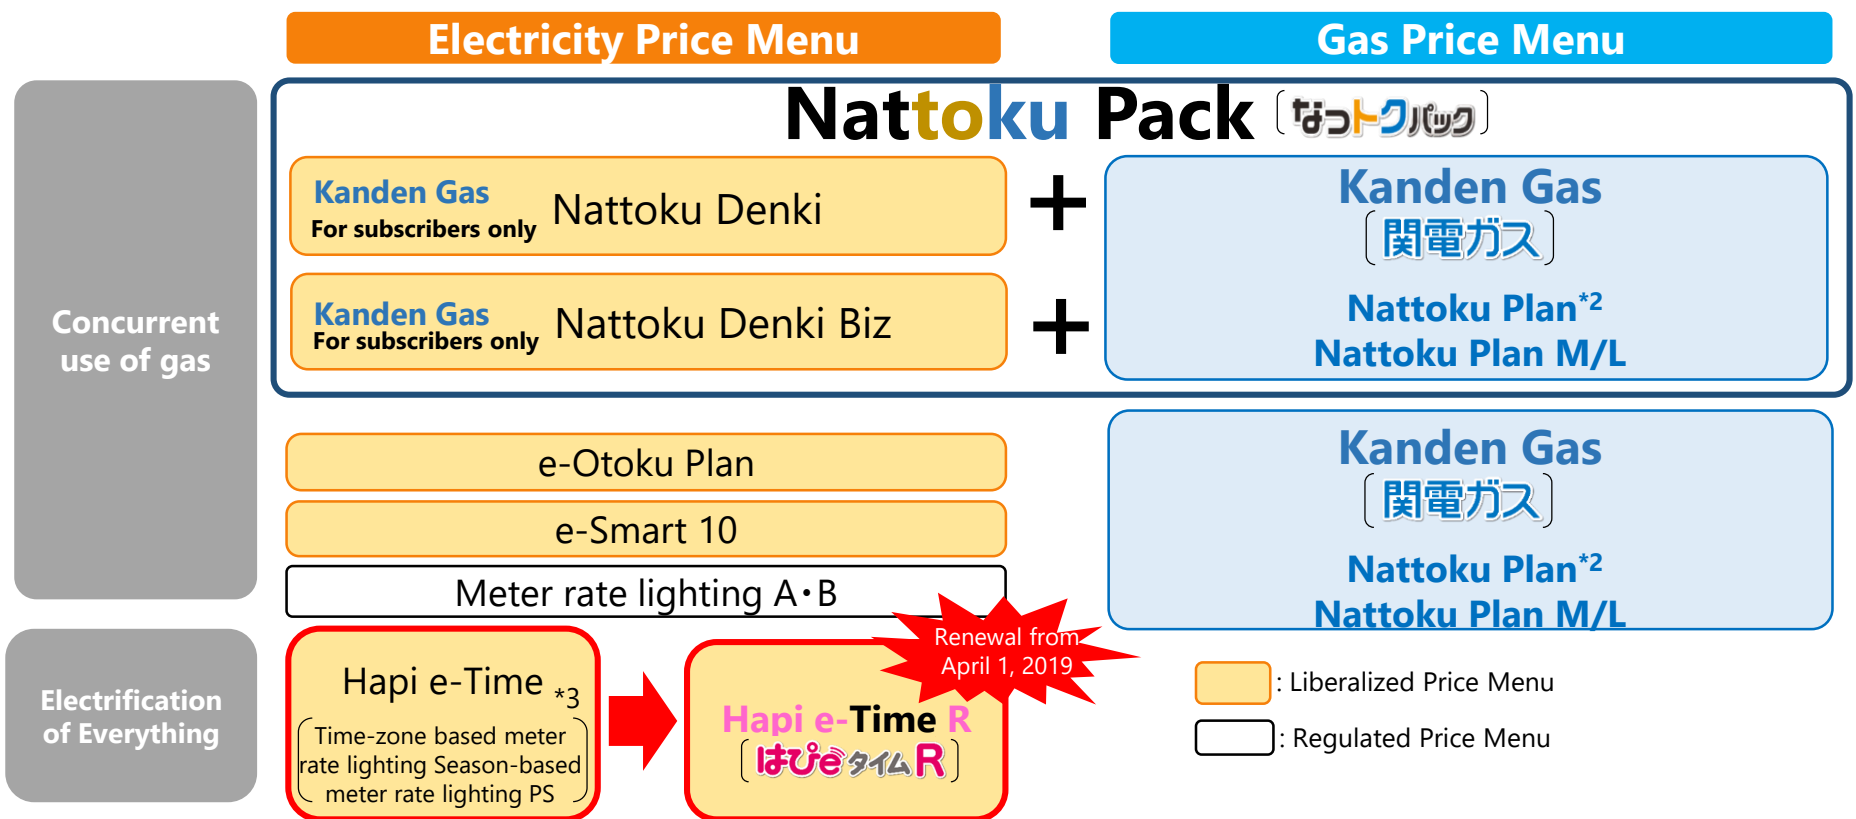 Electricity Price Menu
Gas Price Menu
Concurrent
use of gas
Nattoku Pack
なっトクパック
Kanden Gas
For subscribers only
Nattoku Denki
+
Kanden Gas
For subscribers only
Nattoku Denki Biz
+
Kanden Gas
関電ガス
Nattoku Plan*2
Nattoku Plan M/L
e-Otoku Plan
e-Smart 10
Meter rate lighting A・B
Kanden Gas
関電ガス
Nattoku Plan*2
Nattoku Plan M/L
Electrification
of Everything
Hapi e-Time *3
Time-zone based meter
rate lighting Season-based
meter rate lighting PS
Renewal from
April 1, 2019
Hapi e-Time R
はぴeタイムR
: Liberalized Price Menu
: Regulated Price Menu